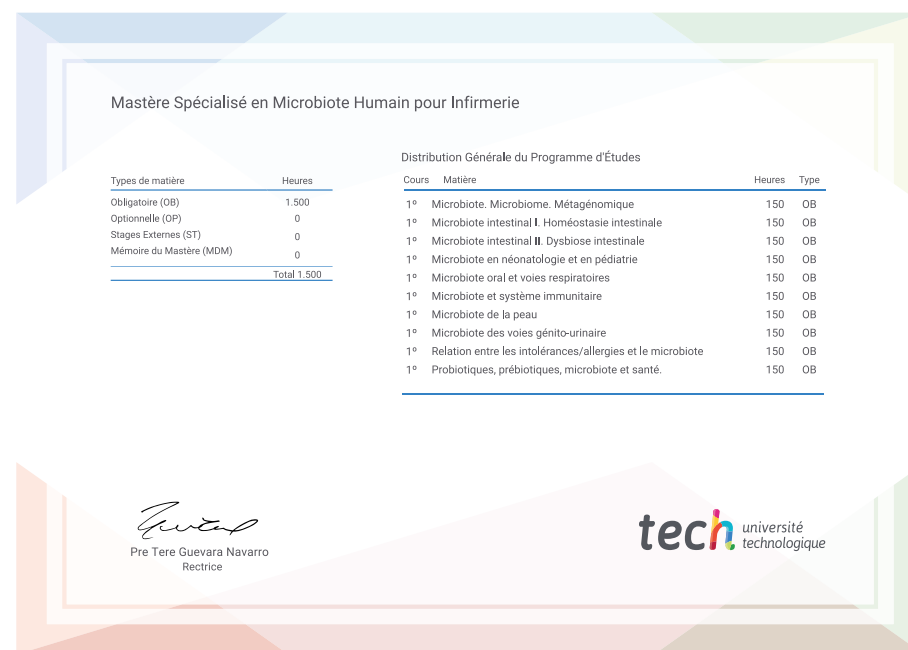 Mastère Spécialisé en Microbiote Humain pour Infirmerie
Types de matière Heures
Obligatoire (OB) 1.500
Optionnelle (OP) 0
Stages Externes (ST) 0
Mémoire du Mastère (MDM) 0
Total 1.500
Distribution Générale du Programme d'Études
Cours Matière Heures Type
1º Microbiote. Microbiome. Métagénomique 150 OB
1º Microbiote intestinal I. Homéostasie intestinale 150 OB
1º Microbiote intestinal II. Dysbiose intestinale 150 OB
1º Microbiote en néonatologie et en pédiatrie 150 OB
1º Microbiote oral et voies respiratoires 150 OB
1º Microbiote et système immunitaire 150 OB
1º Microbiote de la peau 150 OB
1º Microbiote des voies génito-urinaire 150 OB
1º Relation entre les intolérances/allergies et le microbiote 150 OB
1º Probiotiques, prébiotiques, microbiote et santé. 150 OB
Pre Tere Guevara Navarro
Rectrice
tech université
technologique